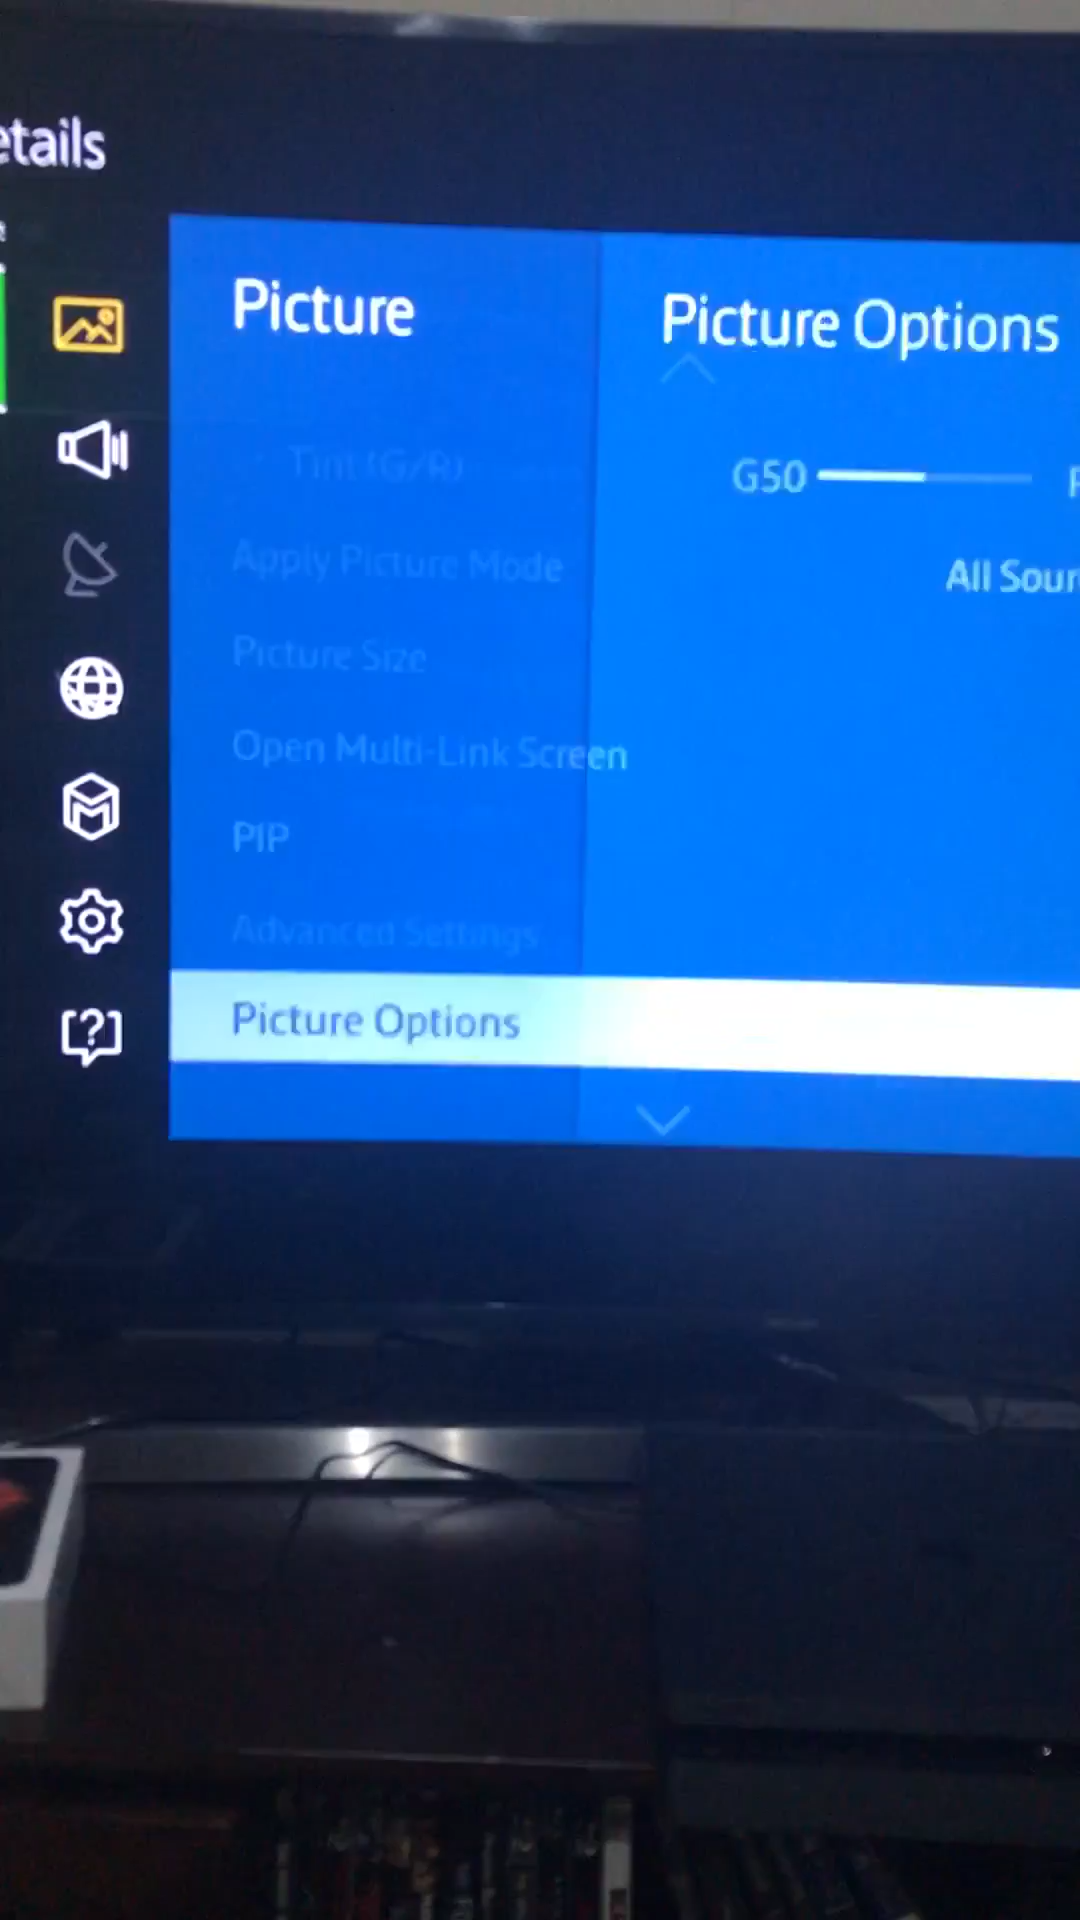 etails
Picture
Picture Options
Tint (G/R)
G50
Apply Picture Mode
All Sour
Picture Size
Open Multi-Link Screen
PIP
Advanced Settings
Picture Options